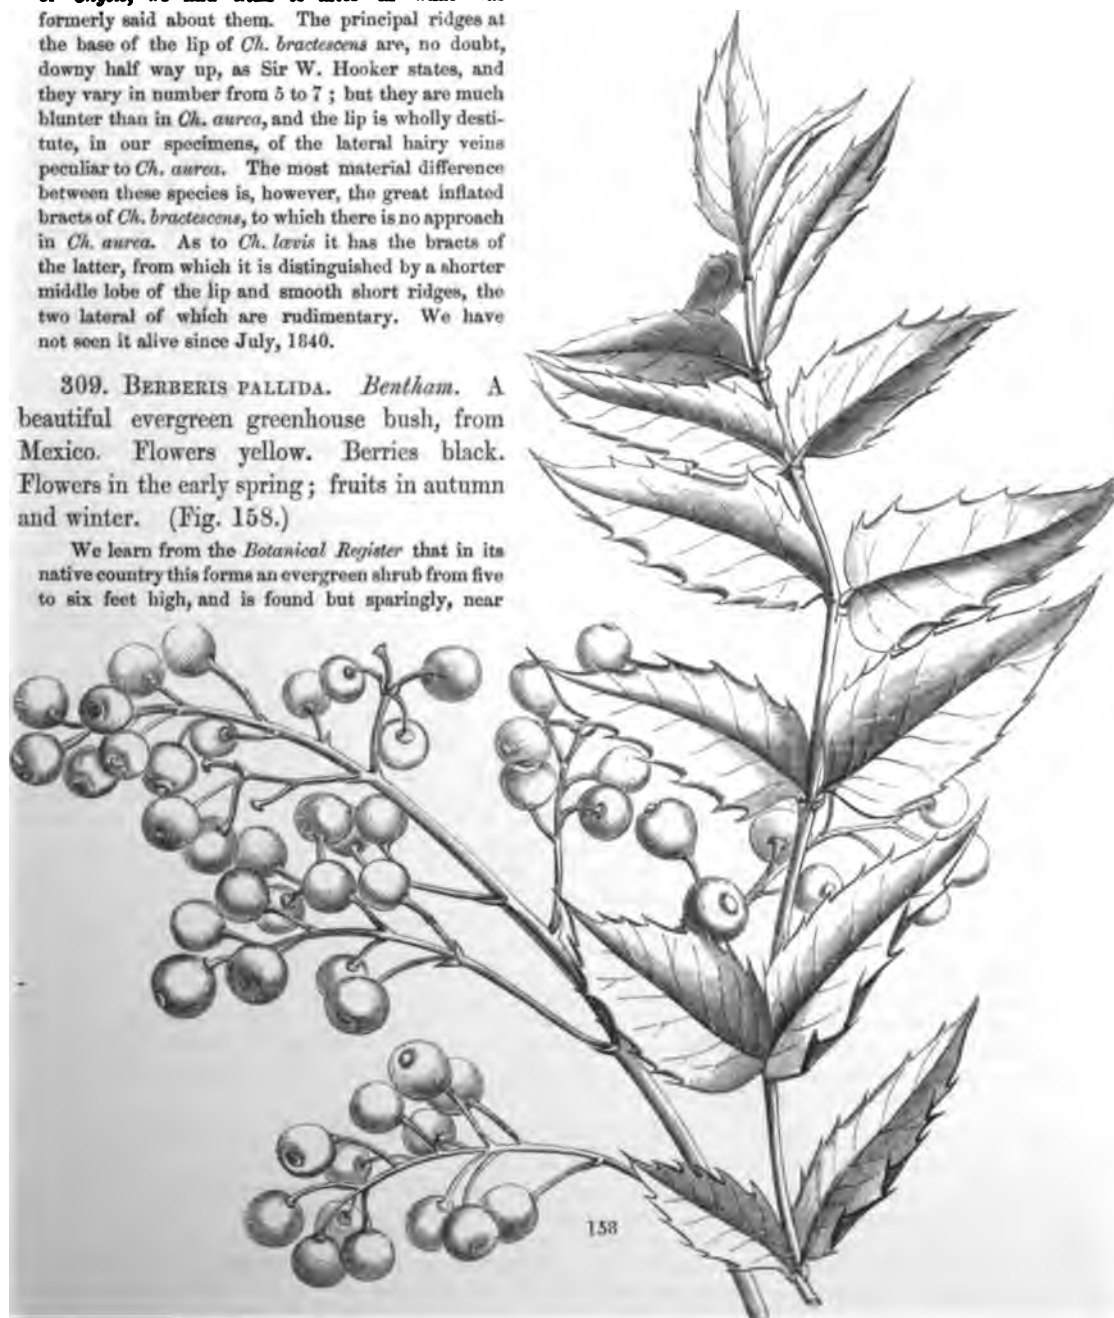 formerly said about them. The principal ridges at
the base of the lip of Ch. bractescens are, no doubt,
downy half way up, as Sir W. Hooker states, and
they vary in number from 5 to 7 ; but they are much
blunter than in Ch. aurea, and the lip is wholly desti-
tute, in our specimens, of the lateral hairy veins
peculiar to Ch. aurea. The most material difference
between these species is, however, the great inflated
bracts of Ch. bractescens, to which there is no approach
in Ch. aurea. As to Ch. lævis it has the bracts of
the latter, from which it is distinguished by a shorter
middle lobe of the lip and smooth short ridges, the
two lateral of which are rudimentary. We have
not seen it alive since July, 1840.
309. BERBERIS PALLIDA. Bentham. A
beautiful evergreen greenhouse bush, from
Mexico. Flowers yellow. Berries black.
Flowers in the early spring ; fruits in autumn
and winter. (Fig. 158.)
We learn from the Botanical Register that in its
native country this forms an evergreen shrub from five
to six feet high, and is found but sparingly, near
158